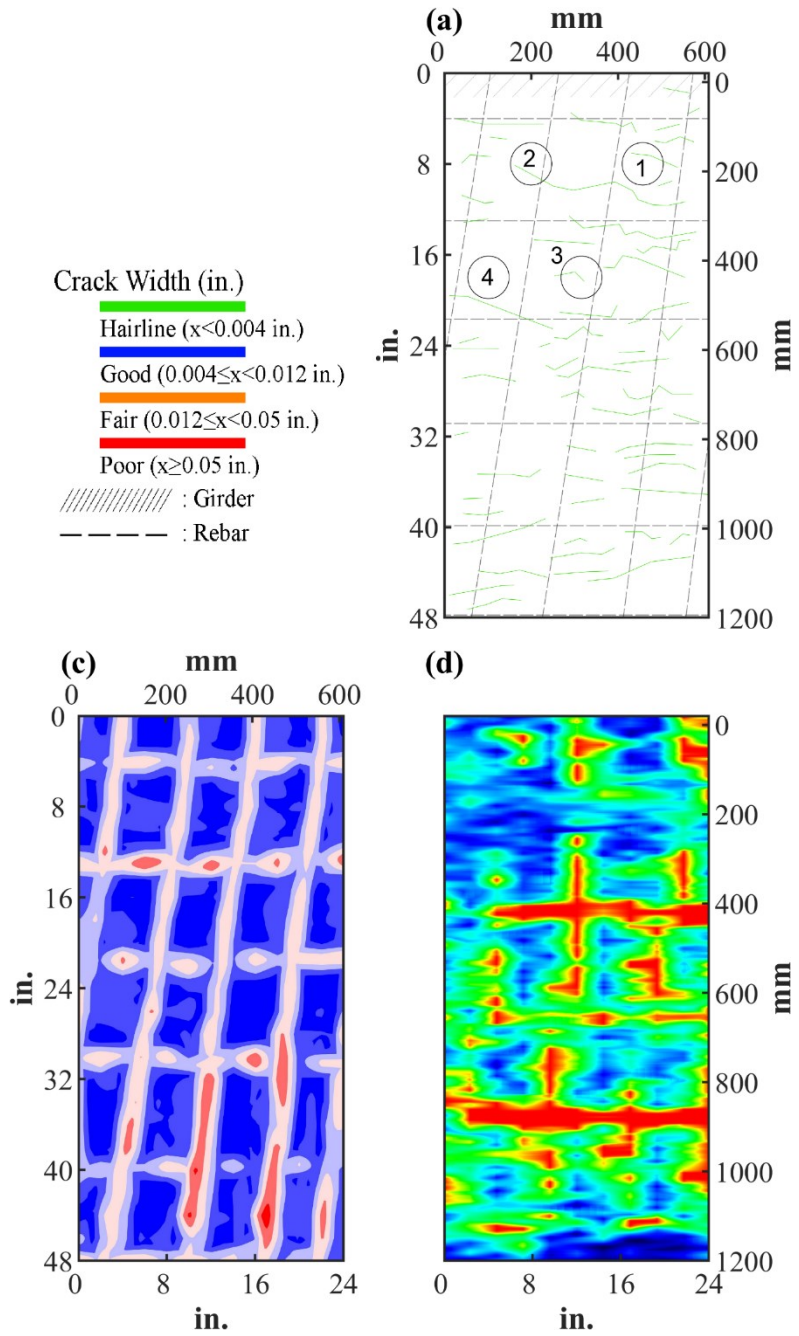 (a)
mm
0 200 400 600
0
8
16
24
32
40
48
in.
0
200
400
600
800
1000
1200
mm
1
2
3
4
Crack Width (in.)
Hairline (x<0.004 in.)
Good (0.004≤x<0.012 in.)
Fair (0.012≤x<0.05 in.)
Poor (x≥0.05 in.)
: Girder
: Rebar
(c)
mm
0 200 400 600
0
8
16
24
32
40
48
in.
0 8 16 24
in.
(d)
0
200
400
600
800
1000
1200
mm
0 8 16 24
in.